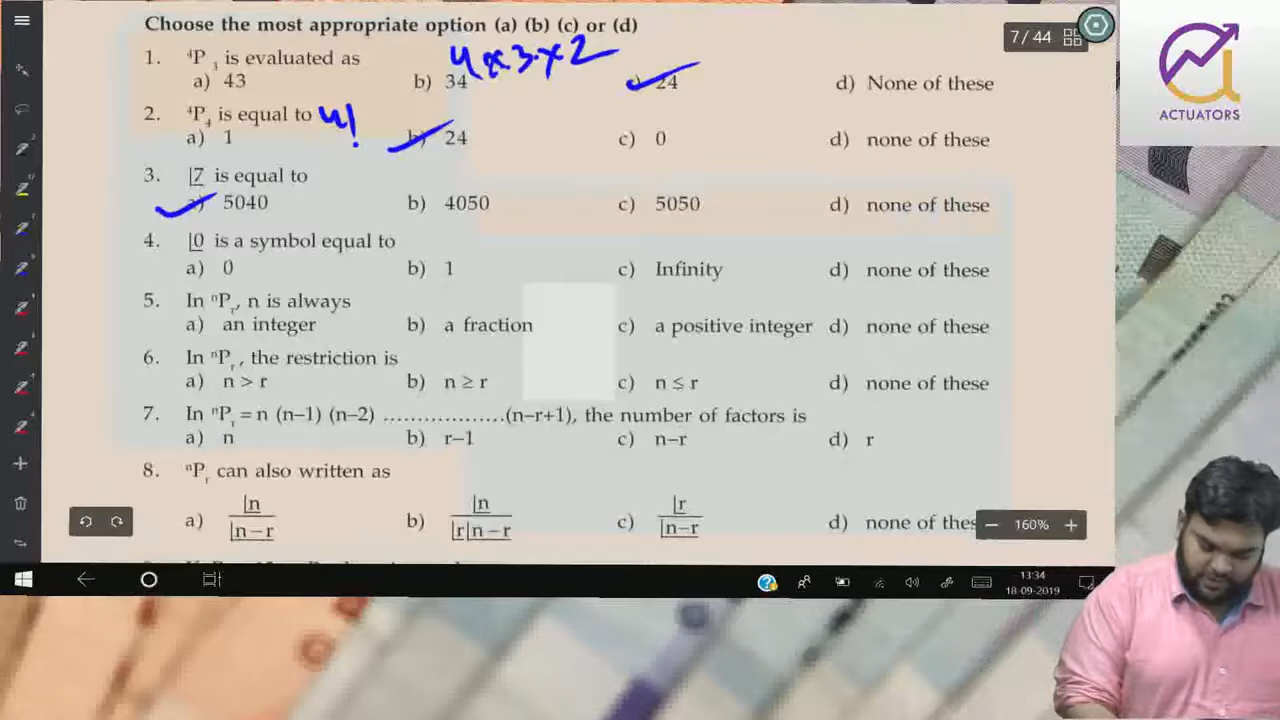 Choose the most appropriate option (a) (b) (c) or (d)
7 / 44
ACTUATORS
1. ⁴P₃ is evaluated as 4×3×2
a) 43 b) 34 c) 24 d) None of these
2. ⁴P₄ is equal to 4!
a) 1 b) 24 c) 0 d) none of these
3. |7 is equal to
a) 5040 b) 4050 c) 5050 d) none of these
4. |0 is a symbol equal to
a) 0 b) 1 c) Infinity d) none of these
5. In ⁿPᵣ, n is always
a) an integer b) a fraction c) a positive integer d) none of these
6. In ⁿPᵣ, the restriction is
a) n > r b) n ≥ r c) n ≤ r d) none of these
7. In ⁿPᵣ = n (n–1) (n–2) ..................(n–r+1), the number of factors is
a) n b) r–1 c) n–r d) r
8. ⁿPᵣ can also written as
a) |n / |n–r b) |n / |r|n–r c) |r / |n–r d) none of thes
160%
13:34
18-09-2019